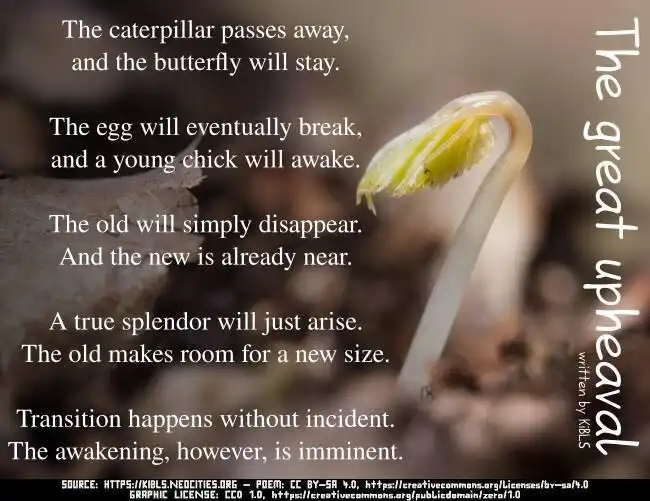 The caterpillar passes away,
and the butterfly will stay.
The egg will eventually break,
and a young chick will awake.
The old will simply disappear.
And the new is already near.
A true splendor will just arise.
The old makes room for a new size.
Transition happens without incident.
The awakening, however, is imminent.
The great upheaval
written by KiBLS
SOURCE: HTTPS://KIBLS.NEOCITIES.ORG - POEM: CC BY-SA 4.0, https://creativecommons.org/licenses/by-sa/4.0
GRAPHIC LICENSE: CC0 1.0, https://creativecommons.org/publicdomain/zero/1.0